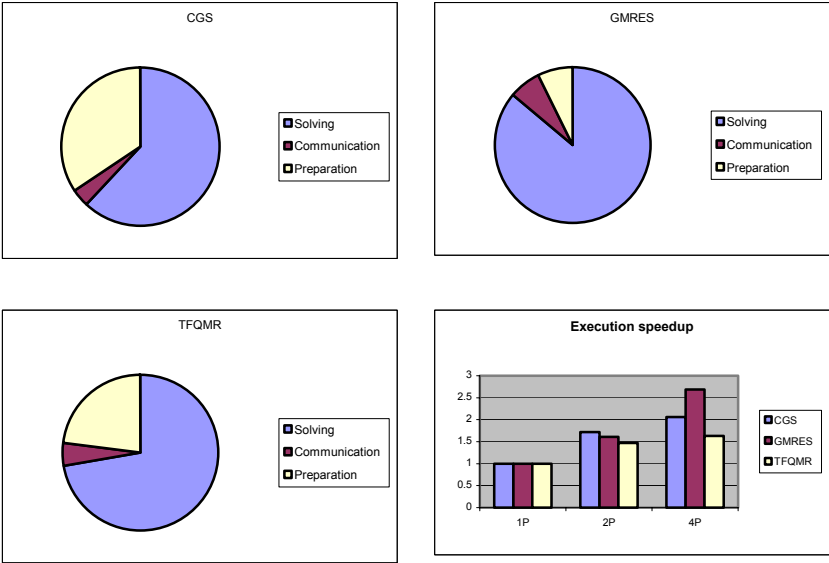 CGS
Solving
Communication
Preparation
GMRES
Solving
Communication
Preparation
TFQMR
Solving
Communication
Preparation
Execution speedup
3
2.5
2
1.5
1
0.5
0
1P 2P 4P
CGS
GMRES
TFQMR